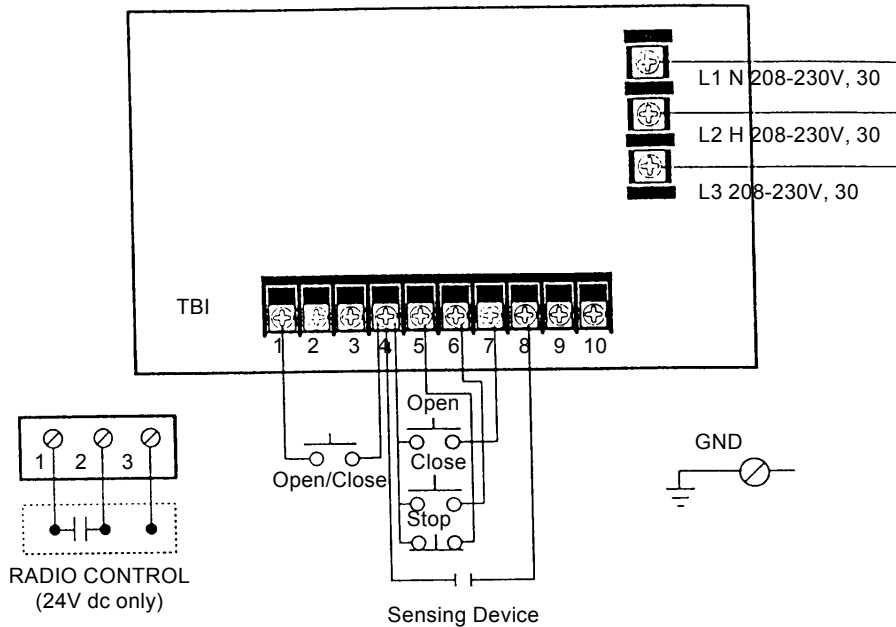 L1 N 208-230V, 30
L2 H 208-230V, 30
L3 208-230V, 30
TBI
1 2 3 4 5 6 7 8 9 10
Open
Close
Open/Close
Stop
GND
1 2 3
RADIO CONTROL
(24V dc only)
Sensing Device